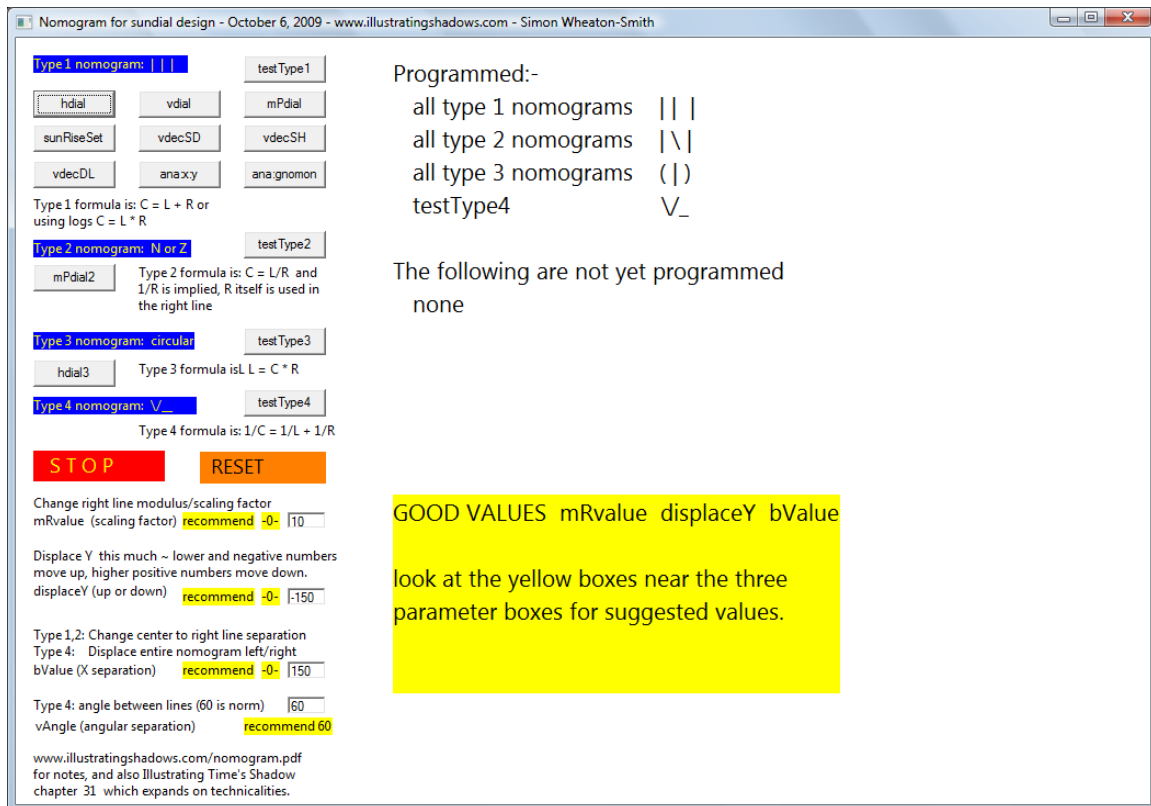 Nomogram for sundial design - October 6, 2009 - www.illustratingshadows.com - Simon Wheaton-Smith
Type 1 nomogram: | | |
testType1
hdial vdial mPdial
sunRiseSet vdecSD vdecSH
vdecDL ana:x:y ana:gnomon
Type 1 formula is: C = L + R or
using logs C = L * R
Type 2 nomogram: N or Z
testType2
mPdial2
Type 2 formula is: C = L/R and
1/R is implied, R itself is used in
the right line
Type 3 nomogram: circular
testType3
hdial3
Type 3 formula isL L = C * R
Type 4 nomogram: \/__
testType4
Type 4 formula is: 1/C = 1/L + 1/R
S T O P
RESET
Change right line modulus/scaling factor
mRvalue (scaling factor) recommend -0- 10
Displace Y this much ~ lower and negative numbers
move up, higher positive numbers move down.
displaceY (up or down) recommend -0- -150
Type 1,2: Change center to right line separation
Type 4: Displace entire nomogram left/right
bValue (X separation) recommend -0- 150
Type 4: angle between lines (60 is norm) 60
vAngle (angular separation) recommend 60
www.illustratingshadows.com/nomogram.pdf
for notes, and also Illustrating Time's Shadow
chapter 31 which expands on technicalities.
Programmed:-
all type 1 nomograms | | |
all type 2 nomograms | \ |
all type 3 nomograms ( | )
testType4 \/_
The following are not yet programmed
none
GOOD VALUES mRvalue displaceY bValue
look at the yellow boxes near the three
parameter boxes for suggested values.